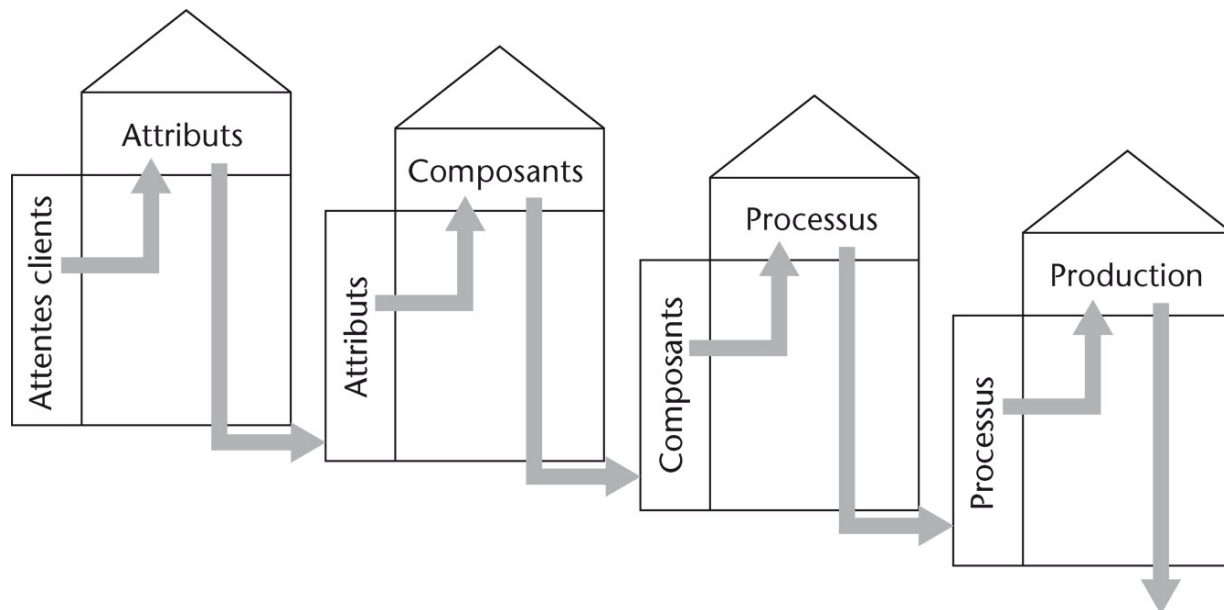 Attributs
Attentes clients
Composants
Attributs
Processus
Composants
Production
Processus